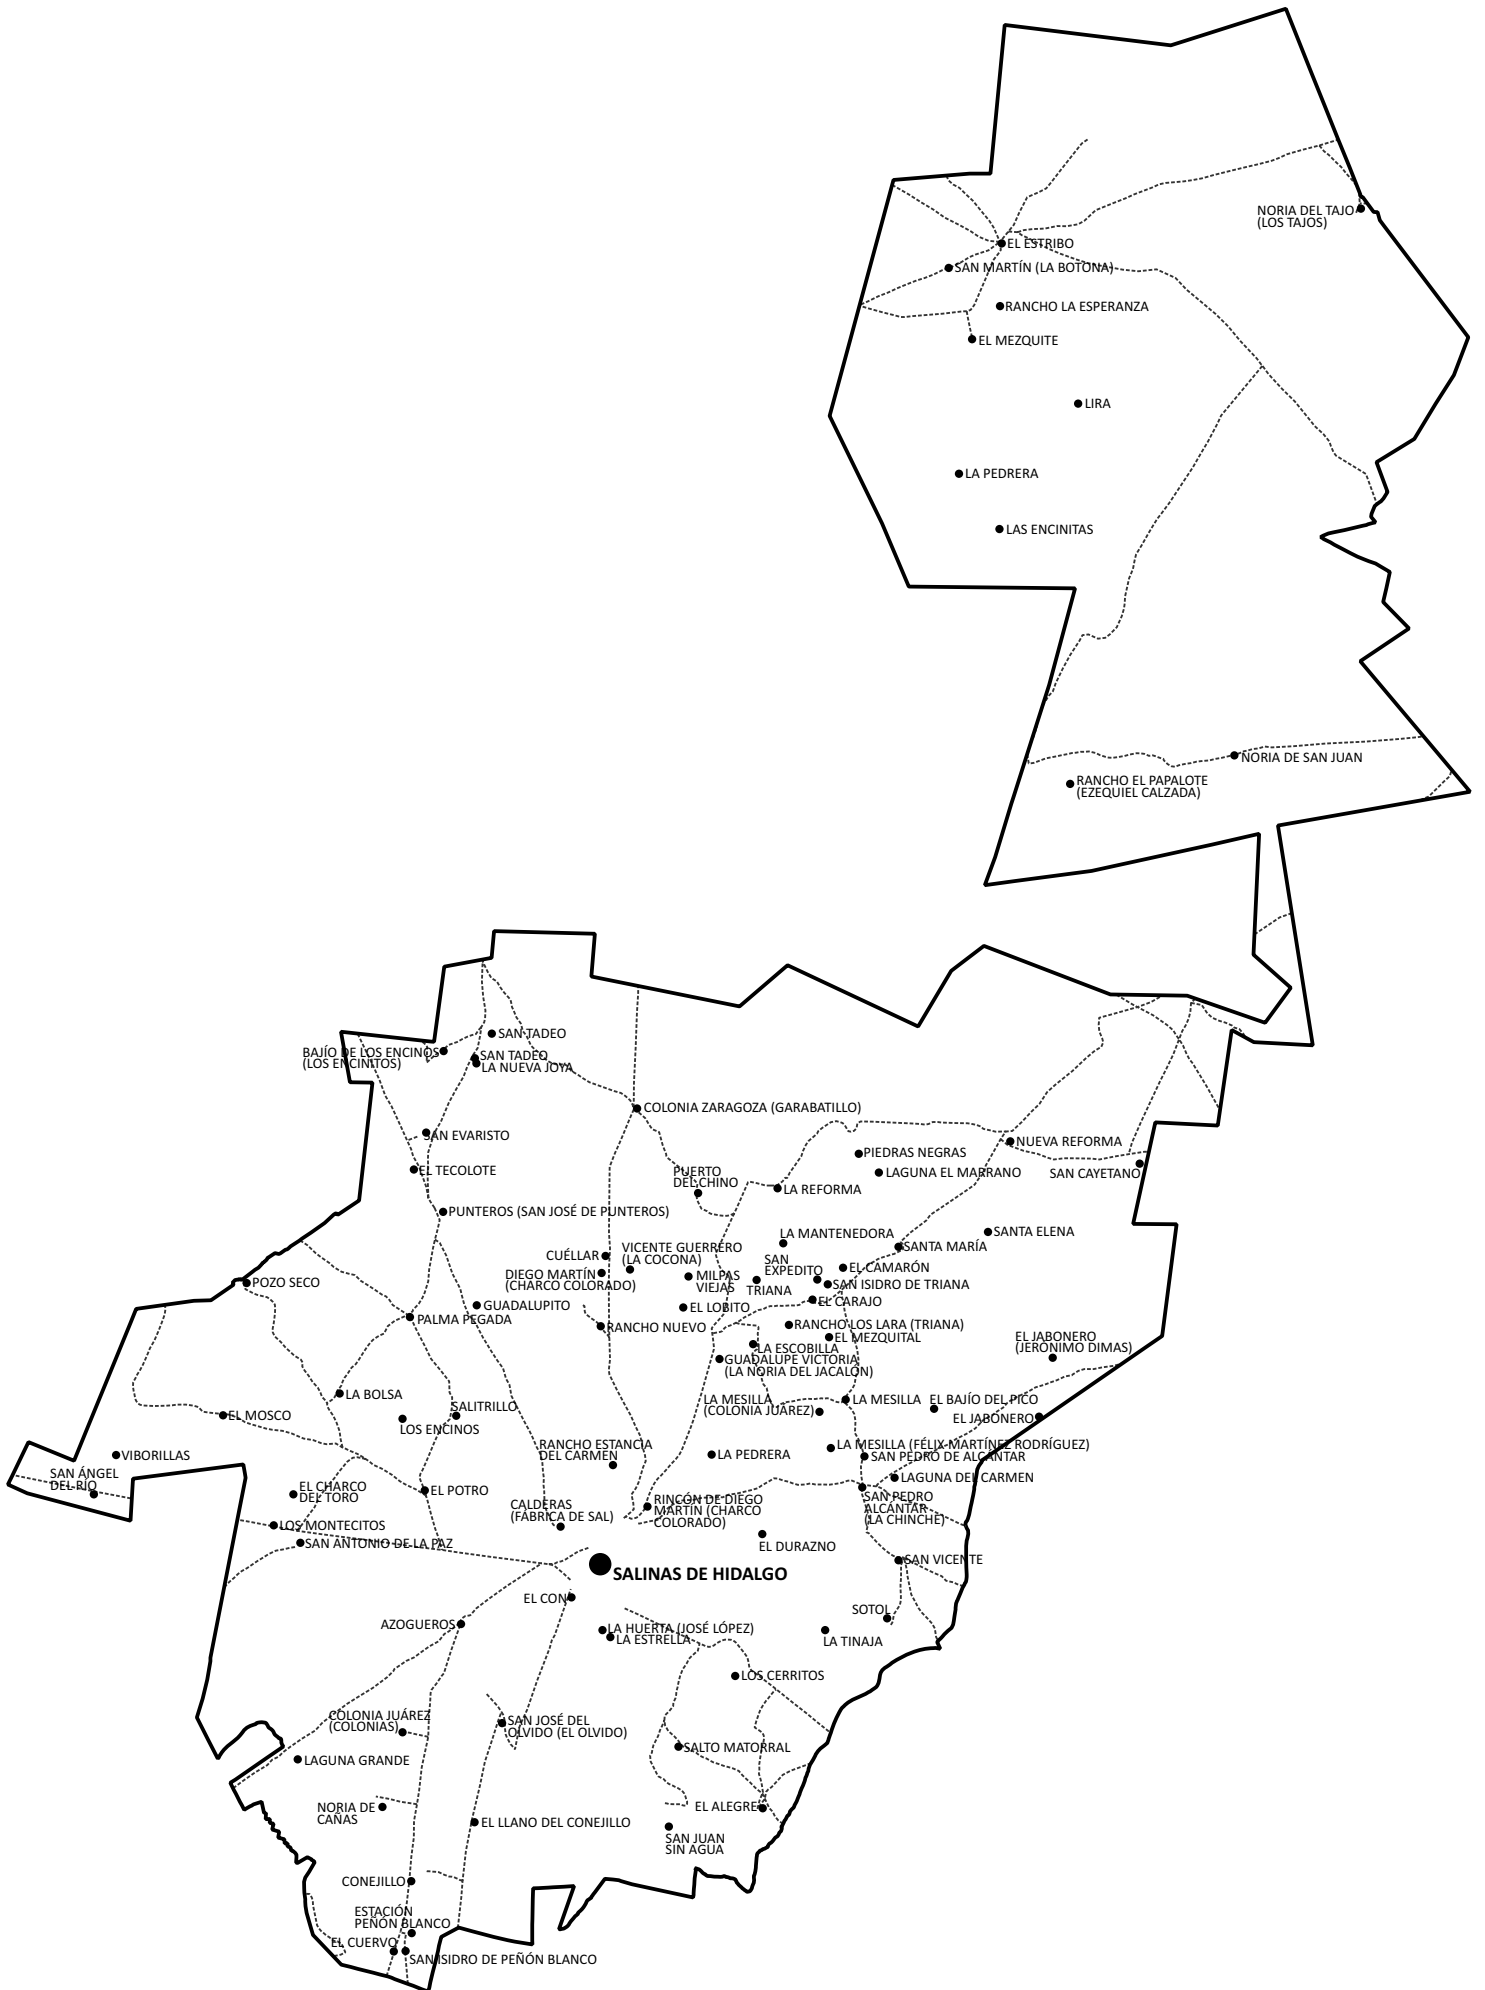 NORIA DEL TAJO
(LOS TAJOS)
EL ESTRIBO
SAN MARTÍN (LA BOTONA)
RANCHO LA ESPERANZA
EL MEZQUITE
LIRA
LA PEDRERA
LAS ENCINITAS
NORIA DE SAN JUAN
RANCHO EL PAPALOTE
(EZEQUIEL CALZADA)
SAN TADEO
BAJÍO DE LOS ENCINOS
(LOS ENCINITOS)
SAN TADEO
LA NUEVA JOYA
COLONIA ZARAGOZA (GARABATILLO)
SAN EVARISTO
NUEVA REFORMA
PIEDRAS NEGRAS
EL TECOLOTE
PUERTO
DEL CHINO
LAGUNA EL MARRANO
SAN CAYETANO
LA REFORMA
PUNTEROS (SAN JOSÉ DE PUNTEROS)
LA MANTENEDORA
SANTA ELENA
SANTA MARÍA
CUÉLLAR
VICENTE GUERRERO
(LA COCONA)
SAN
EXPEDITO
EL CAMARÓN
DIEGO MARTÍN
(CHARCO COLORADO)
MILPAS
VIEJAS
TRIANA
SAN ISIDRO DE TRIANA
POZO SECO
GUADALUPITO
EL LOBITO
EL CARAJO
PALMA PEGADA
RANCHO NUEVO
RANCHO LOS LARA (TRIANA)
EL MEZQUITAL
EL JABONERO
(JERÓNIMO DIMAS)
LA ESCOBILLA
GUADALUPE VICTORIA
(LA NORIA DEL JACALÓN)
LA BOLSA
LA MESILLA
(COLONIA JUÁREZ)
LA MESILLA
EL BAJÍO DEL PICO
SALITRILLO
EL MOSCO
LOS ENCINOS
EL JABONERO
RANCHO ESTANCIA
DEL CARMEN
LA PEDRERA
LA MESILLA (FÉLIX MARTÍNEZ RODRÍGUEZ)
SAN PEDRO DE ALCÁNTAR
VIBORILLAS
SAN ÁNGEL
DEL RÍO
LAGUNA DEL CARMEN
EL CHARCO
DEL TORO
EL POTRO
CALDERAS
(FÁBRICA DE SAL)
RINCÓN DE DIEGO
MARTÍN (CHARCO
COLORADO)
SAN PEDRO
ALCÁNTAR
(LA CHINCHE)
LOS MONTECITOS
SAN ANTONIO DE LA PAZ
EL DURAZNO
SAN VICENTE
SALINAS DE HIDALGO
EL CON
SOTOL
AZOGUEROS
LA HUERTA (JOSÉ LÓPEZ)
LA ESTRELLA
LA TINAJA
LOS CERRITOS
COLONIA JUÁREZ
(COLONIAS)
SAN JOSÉ DEL
OLVIDO (EL OLVIDO)
SALTO MATORRAL
LAGUNA GRANDE
NORIA DE
CAÑAS
EL ALEGRE
EL LLANO DEL CONEJILLO
SAN JUAN
SIN AGUA
CONEJILLO
ESTACIÓN
PEÑÓN BLANCO
EL CUERVO
SAN ISIDRO DE PEÑÓN BLANCO